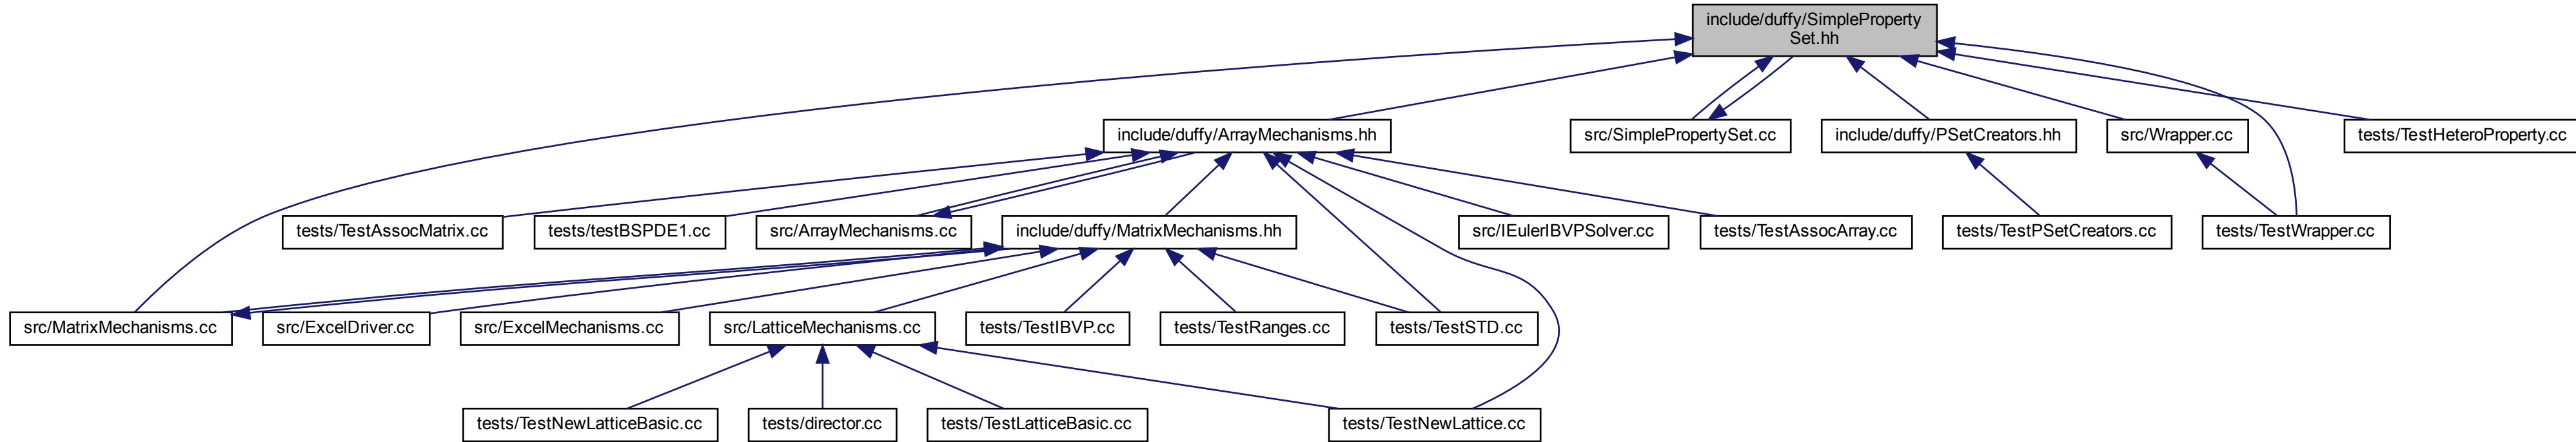 include/duffy/SimpleProperty
Set.hh
include/duffy/ArrayMechanisms.hh
src/SimplePropertySet.cc
include/duffy/PSetCreators.hh
src/Wrapper.cc
tests/TestHeteroProperty.cc
tests/TestAssocMatrix.cc
tests/testBSPDE1.cc
src/ArrayMechanisms.cc
include/duffy/MatrixMechanisms.hh
src/IEulerIBVPSolver.cc
tests/TestAssocArray.cc
tests/TestPSetCreators.cc
tests/TestWrapper.cc
src/MatrixMechanisms.cc
src/ExcelDriver.cc
src/ExcelMechanisms.cc
src/LatticeMechanisms.cc
tests/TestIBVP.cc
tests/TestRanges.cc
tests/TestSTD.cc
tests/TestNewLatticeBasic.cc
tests/director.cc
tests/TestLatticeBasic.cc
tests/TestNewLattice.cc